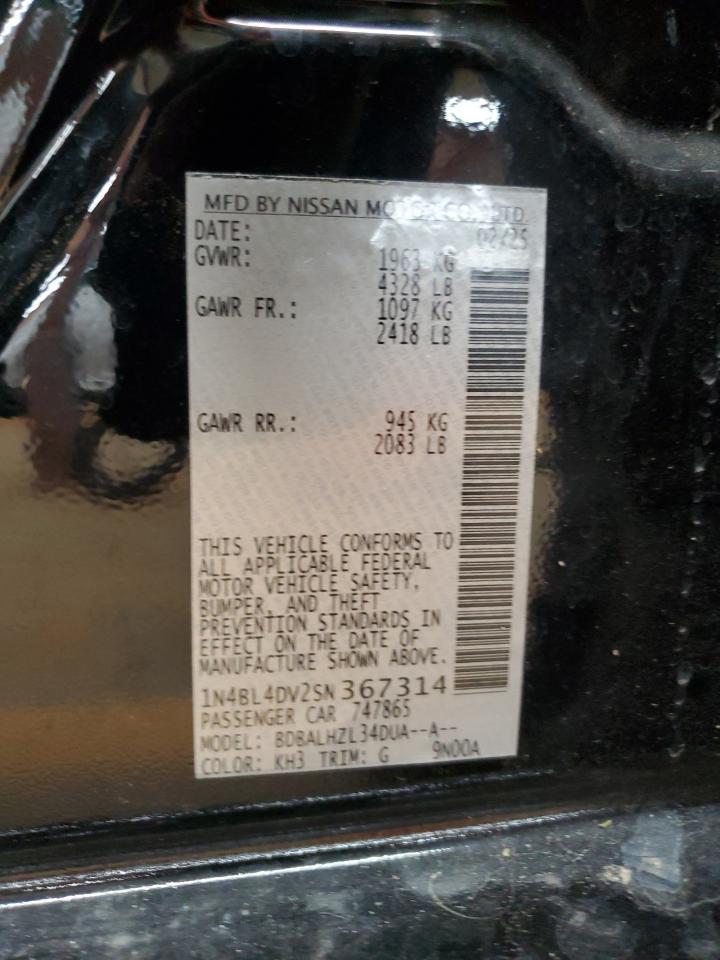 MFD BY NISSAN MOTOR CO., LTD.
DATE: 02/25
GVWR: 1963 KG
4328 LB
GAWR FR.: 1097 KG
2418 LB
GAWR RR.: 945 KG
2083 LB
THIS VEHICLE CONFORMS TO
ALL APPLICABLE FEDERAL
MOTOR VEHICLE SAFETY,
BUMPER, AND THEFT
PREVENTION STANDARDS IN
EFFECT ON THE DATE OF
MANUFACTURE SHOWN ABOVE.
1N4BL4DV2SN367314
PASSENGER CAR 747865
MODEL: BDBALHZL34DUA--A--
COLOR: KH3 TRIM: G 9N00A